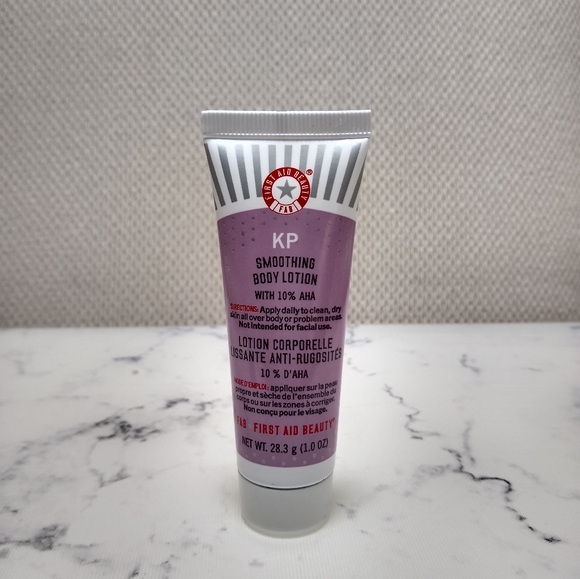 FIRST AID BEAUTY
FAB
KP
SMOOTHING
BODY LOTION
WITH 10% AHA
DIRECTIONS: Apply daily to clean, dry
skin all over body or problem areas.
Not intended for facial use.
LOTION CORPORELLE
LISSANTE ANTI-RUGOSITÉS
10 % D'AHA
MODE D'EMPLOI: appliquer sur la peau
propre et sèche de l'ensemble du
corps ou sur les zones à corriger.
Non conçu pour le visage.
FAB FIRST AID BEAUTY
NET WT. 28.3 g (1.0 OZ)